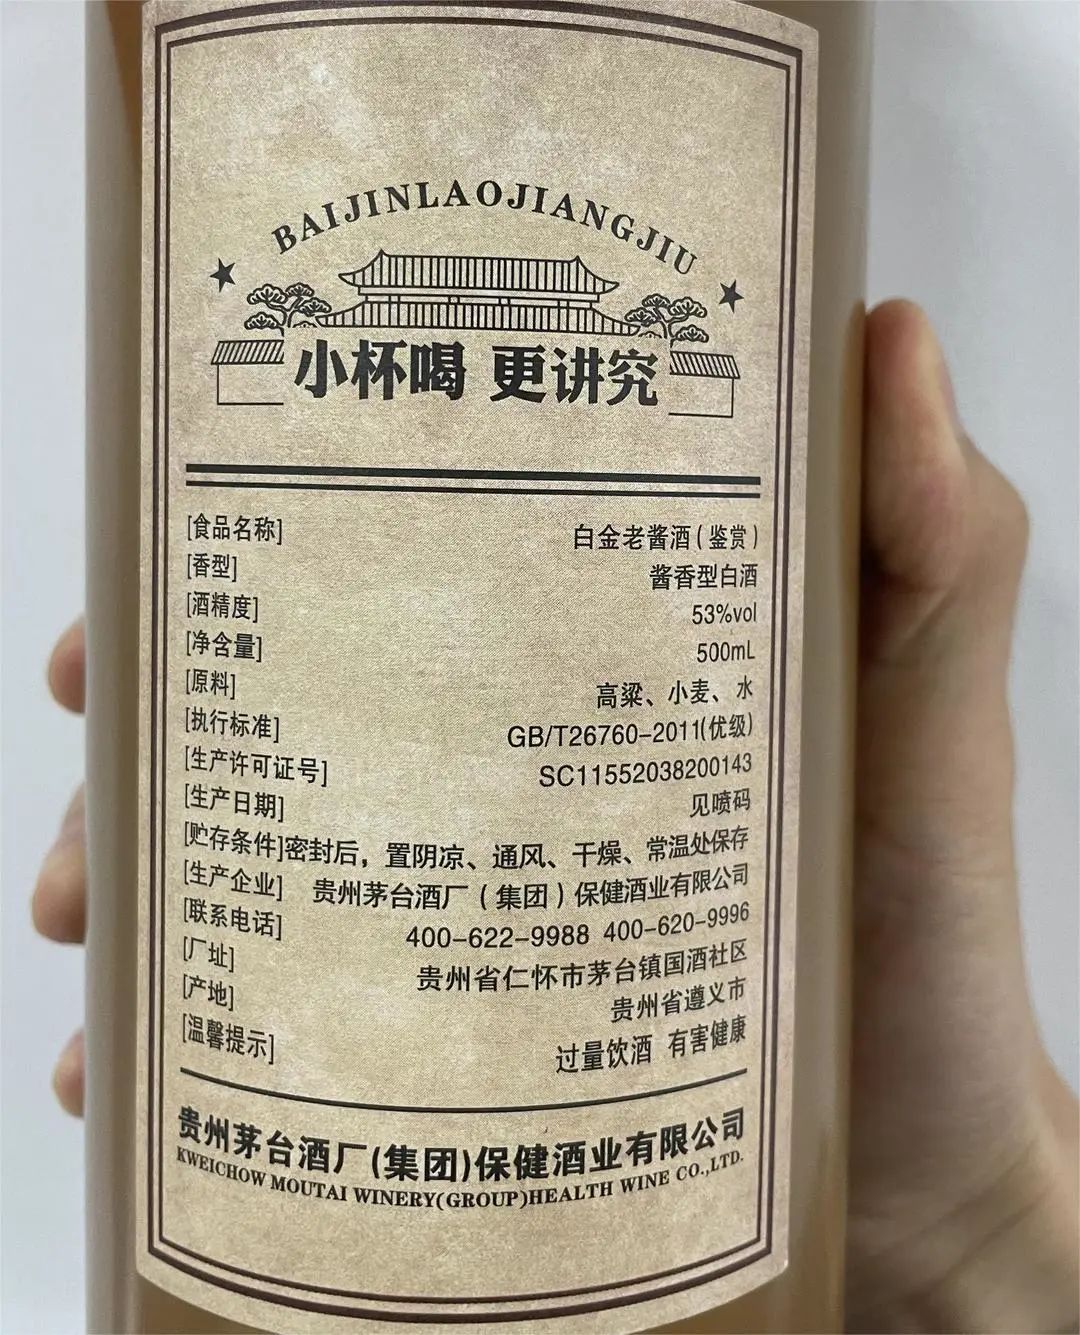 BAIJINLAOJIANGJIU
小杯喝 更讲究
[食品名称] 白金老酱酒(鉴赏)
[香型] 酱香型白酒
[酒精度] 53%vol
[净含量] 500mL
[原料] 高粱、小麦、水
[执行标准] GB/T26760-2011(优级)
[生产许可证号] SC11552038200143
[生产日期] 见喷码
[贮存条件]密封后，置阴凉、通风、干燥、常温处保存
[生产企业] 贵州茅台酒厂(集团)保健酒业有限公司
[联系电话] 400-622-9988 400-620-9996
[厂址] 贵州省仁怀市茅台镇国酒社区
[产地] 贵州省遵义市
[温馨提示] 过量饮酒 有害健康
贵州茅台酒厂(集团)保健酒业有限公司
KWEICHOW MOUTAI WINERY(GROUP)HEALTH WINE CO.,LTD.